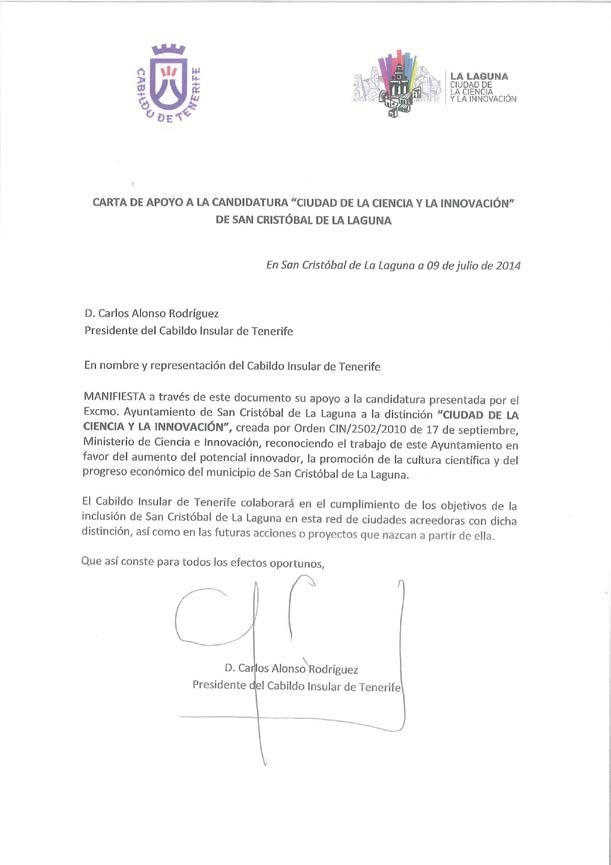 CABILDO DE TENERIFE
LA LAGUNA
CIUDAD DE
LA CIENCIA
Y LA INNOVACIÓN
CARTA DE APOYO A LA CANDIDATURA “CIUDAD DE LA CIENCIA Y LA INNOVACIÓN”
DE SAN CRISTÓBAL DE LA LAGUNA
En San Cristóbal de La Laguna a 09 de julio de 2014
D. Carlos Alonso Rodríguez
Presidente del Cabildo Insular de Tenerife
En nombre y representación del Cabildo Insular de Tenerife
MANIFIESTA a través de este documento su apoyo a la candidatura presentada por el
Excmo. Ayuntamiento de San Cristóbal de La Laguna a la distinción “CIUDAD DE LA
CIENCIA Y LA INNOVACIÓN”, creada por Orden CIN/2502/2010 de 17 de septiembre,
Ministerio de Ciencia e Innovación, reconociendo el trabajo de este Ayuntamiento en
favor del aumento del potencial innovador, la promoción de la cultura científica y del
progreso económico del municipio de San Cristóbal de La Laguna.
El Cabildo Insular de Tenerife colaborará en el cumplimiento de los objetivos de la
inclusión de San Cristóbal de La Laguna en esta red de ciudades acreedoras con dicha
distinción, así como en las futuras acciones o proyectos que nazcan a partir de ella.
Que así conste para todos los efectos oportunos,
D. Carlos Alonso Rodríguez
Presidente del Cabildo Insular de Tenerife